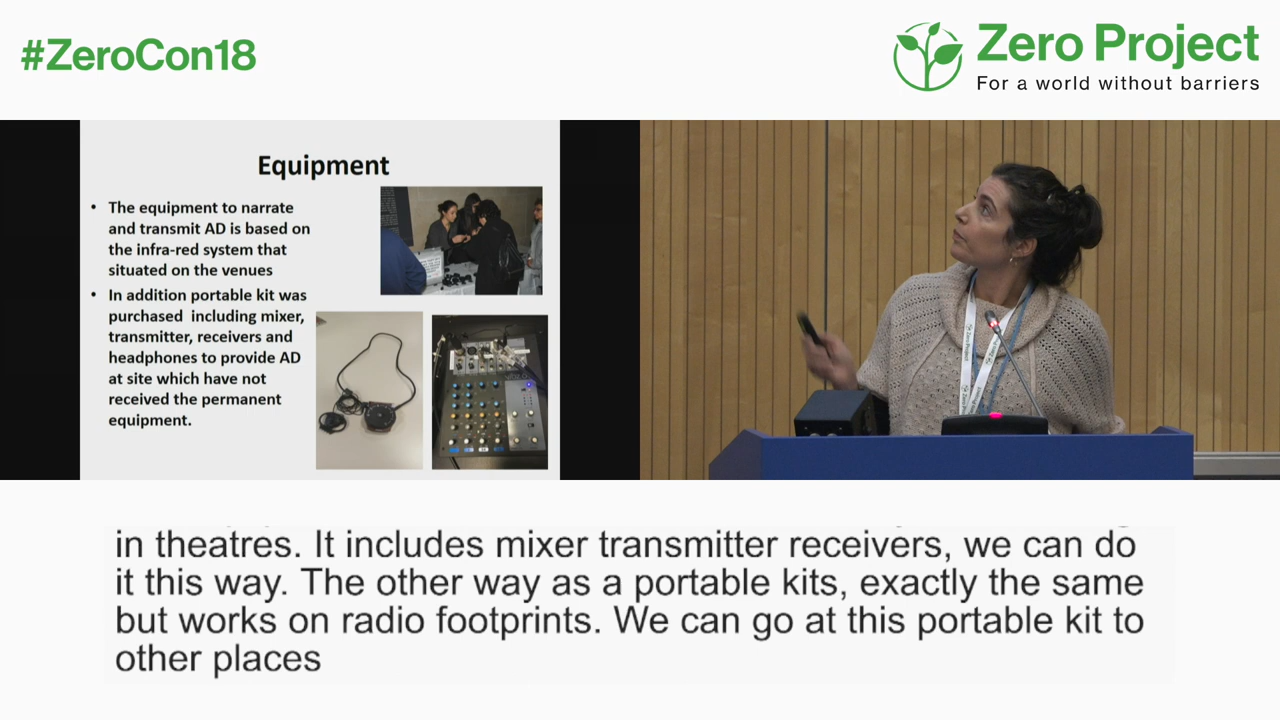 #ZeroCon18
Zero Project
For a world without barriers
Equipment
• The equipment to narrate
and transmit AD is based on
the infra-red system that
situated on the venues
• In addition portable kit was
purchased including mixer,
transmitter, receivers and
headphones to provide AD
at site which have not
received the permanent
equipment.
in theatres. It includes mixer transmitter receivers, we can do
it this way. The other way as a portable kits, exactly the same
but works on radio footprints. We can go at this portable kit to
other places